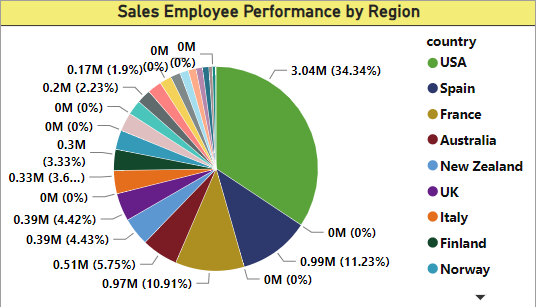 Sales Employee Performance by Region
country
USA
Spain
France
Australia
New Zealand
UK
Italy
Finland
Norway
3.04M (34.34%)
0M (0%)
0.99M (11.23%)
0M (0%)
0.97M (10.91%)
0.51M (5.75%)
0.39M (4.43%)
0.39M (4.42%)
0M (0%)
0.33M (3.6...)
0.3M
(3.33%)
0M (0%)
0M (0%)
0.2M (2.23%)
0.17M (1.9%)
0M
(0%)
0M
(0%)